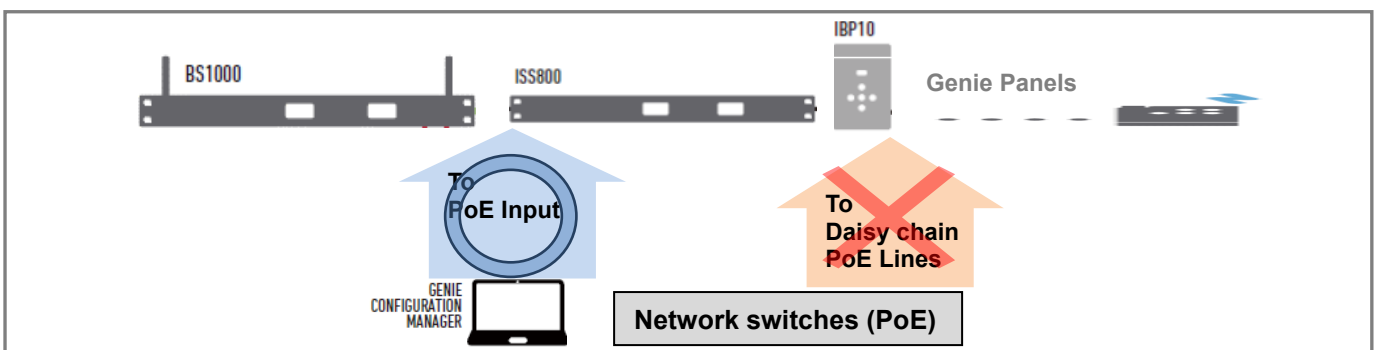 IBP10
BS1000
ISS800
Genie Panels
To
PoE Input
To
Daisy chain
PoE Lines
GENIE
CONFIGURATION
MANAGER
Network switches (PoE)